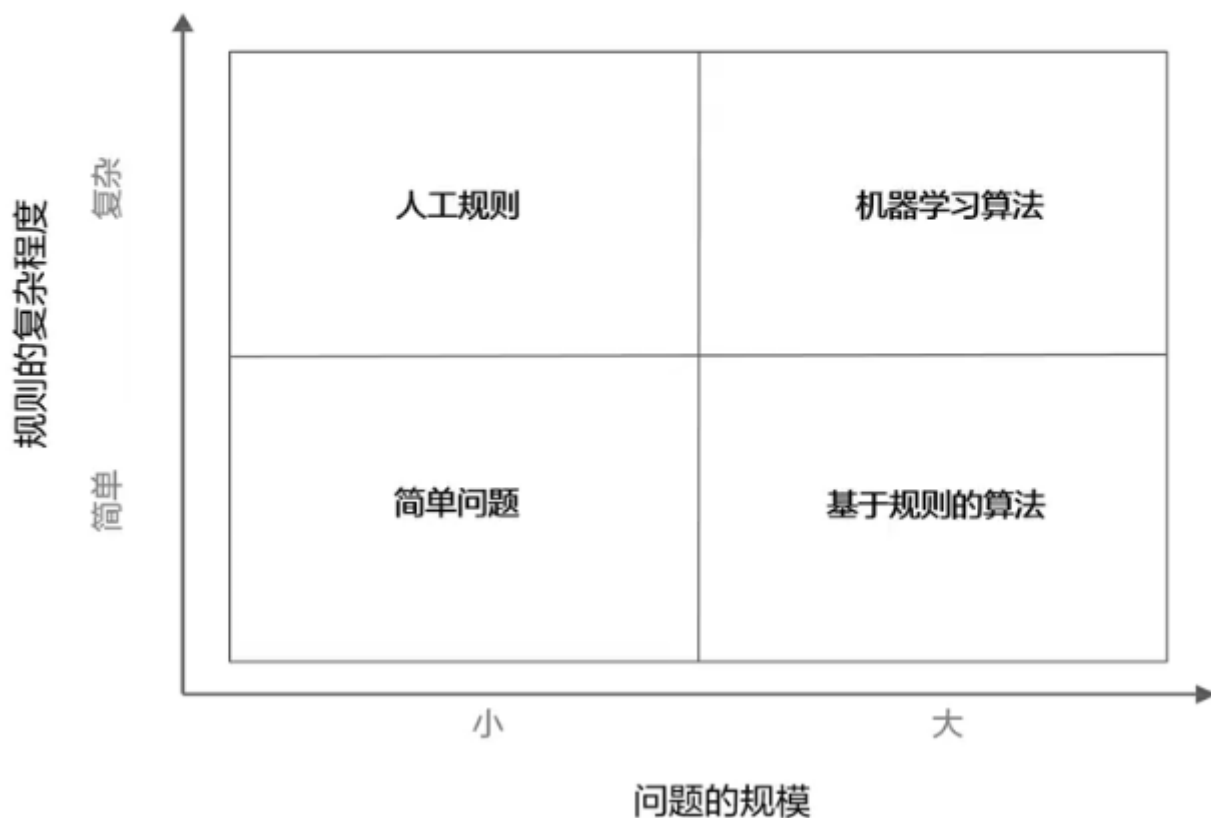 规则的复杂程度
复杂
简单
人工规则
机器学习算法
简单问题
基于规则的算法
小
大
问题的规模